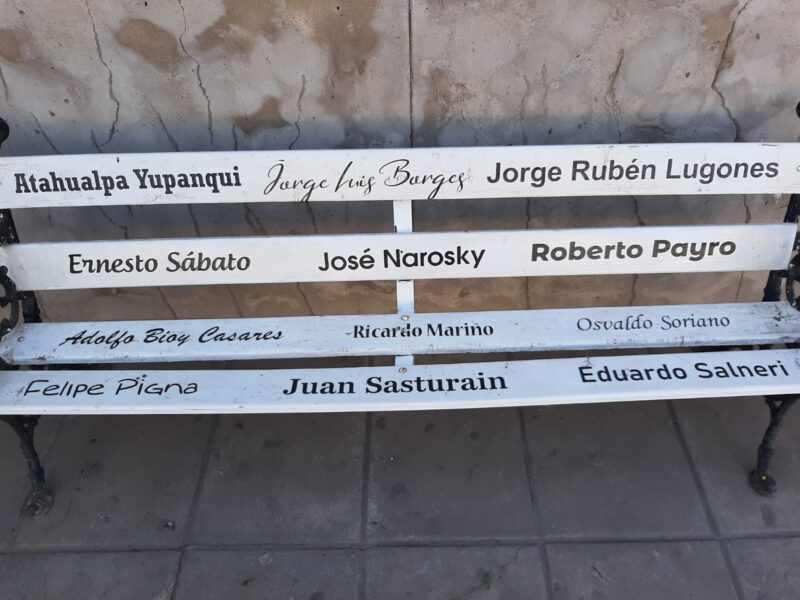 Atahualpa Yupanqui Jorge Luis Borges Jorge Rubén Lugones
Ernesto Sábato José Narosky Roberto Payro
Adolfo Bioy Casares Ricardo Marino Osvaldo Soriano
Felipe Pigna Juan Sasturain Eduardo Salneri